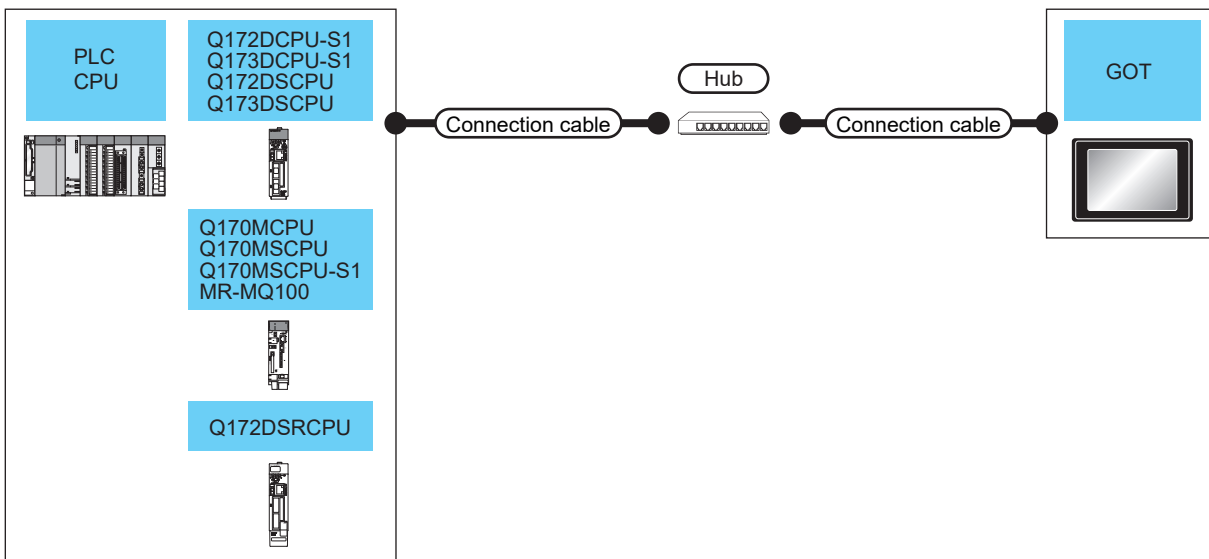 PLC
CPU
Q172DCPU-S1
Q173DCPU-S1
Q172DSCPU
Q173DSCPU
Q170MCPU
Q170MSCPU
Q170MSCPU-S1
MR-MQ100
Q172DSRCPU
Connection cable
Hub
Connection cable
GOT